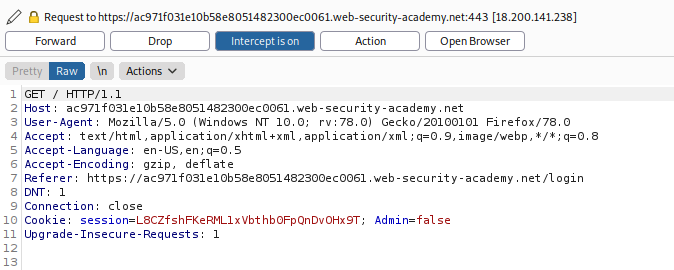 Request to https://ac971f031e10b58e8051482300ec0061.web-security-academy.net:443 [18.200.141.238]
Forward Drop Intercept is on Action Open Browser
Pretty Raw \n Actions
1 GET / HTTP/1.1
2 Host: ac971f031e10b58e8051482300ec0061.web-security-academy.net
3 User-Agent: Mozilla/5.0 (Windows NT 10.0; rv:78.0) Gecko/20100101 Firefox/78.0
4 Accept: text/html,application/xhtml+xml,application/xml;q=0.9,image/webp,*/*;q=0.8
5 Accept-Language: en-US,en;q=0.5
6 Accept-Encoding: gzip, deflate
7 Referer: https://ac971f031e10b58e8051482300ec0061.web-security-academy.net/login
8 DNT: 1
9 Connection: close
10 Cookie: session=L8CZfshFKeRML1xVbthb0FpQnDvOHx9T; Admin=false
11 Upgrade-Insecure-Requests: 1
12
13